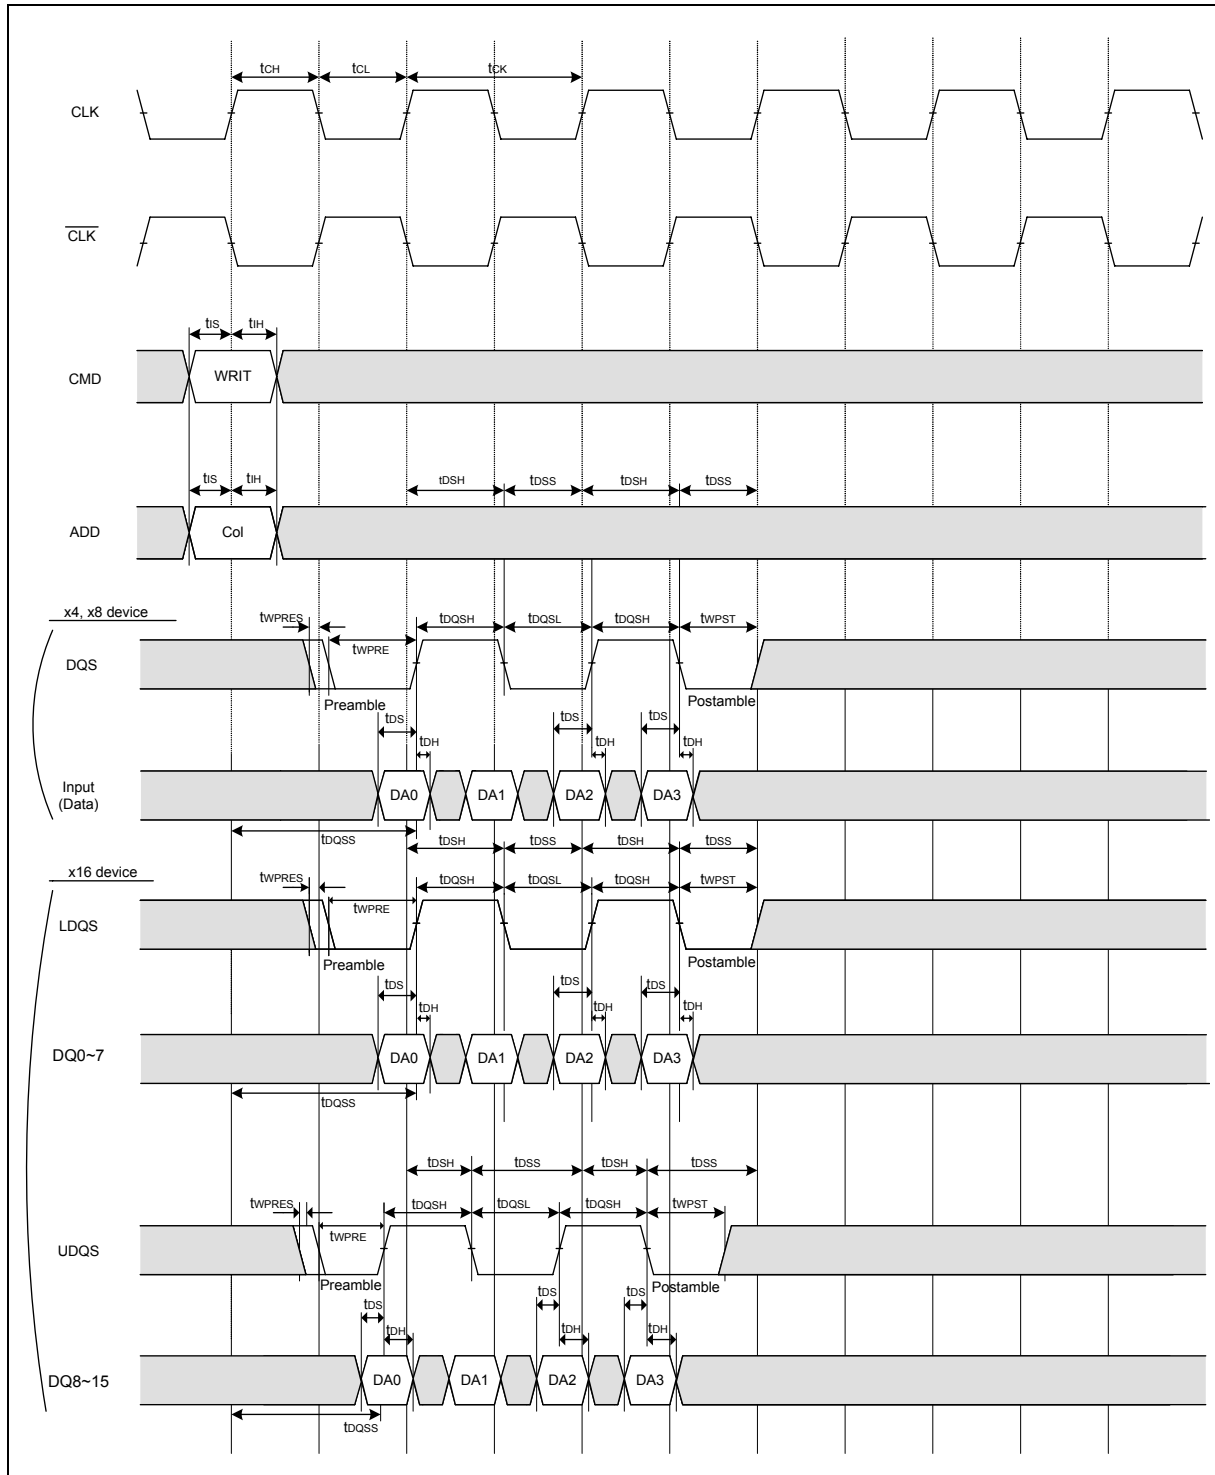 tCH tCL tCK
CLK
CLK
tIS tIH
CMD WRIT
tIS tIH tDSH tDSS tDSH tDSS
ADD Col
x4, x8 device
tWPRES tDQSH tDQSL tDQSH tWPST
tWPRE
DQS
Preamble Postamble
tDS tDS tDS
tDH tDH tDH
Input
(Data)
DA0 DA1 DA2 DA3
tDQSS
tDSH tDSS tDSH tDSS
x16 device
tWPRES tDQSH tDQSL tDQSH tWPST
tWPRE
LDQS
Preamble Postamble
tDS tDS tDS
tDH tDH tDH
DQ0~7 DA0 DA1 DA2 DA3
tDQSS
tDSH tDSS tDSH tDSS
tWPRES tDQSH tDQSL tDQSH tWPST
tWPRE
UDQS
Preamble Postamble
tDS tDS tDS
tDH tDH tDH
DQ8~15 DA0 DA1 DA2 DA3
tDQSS